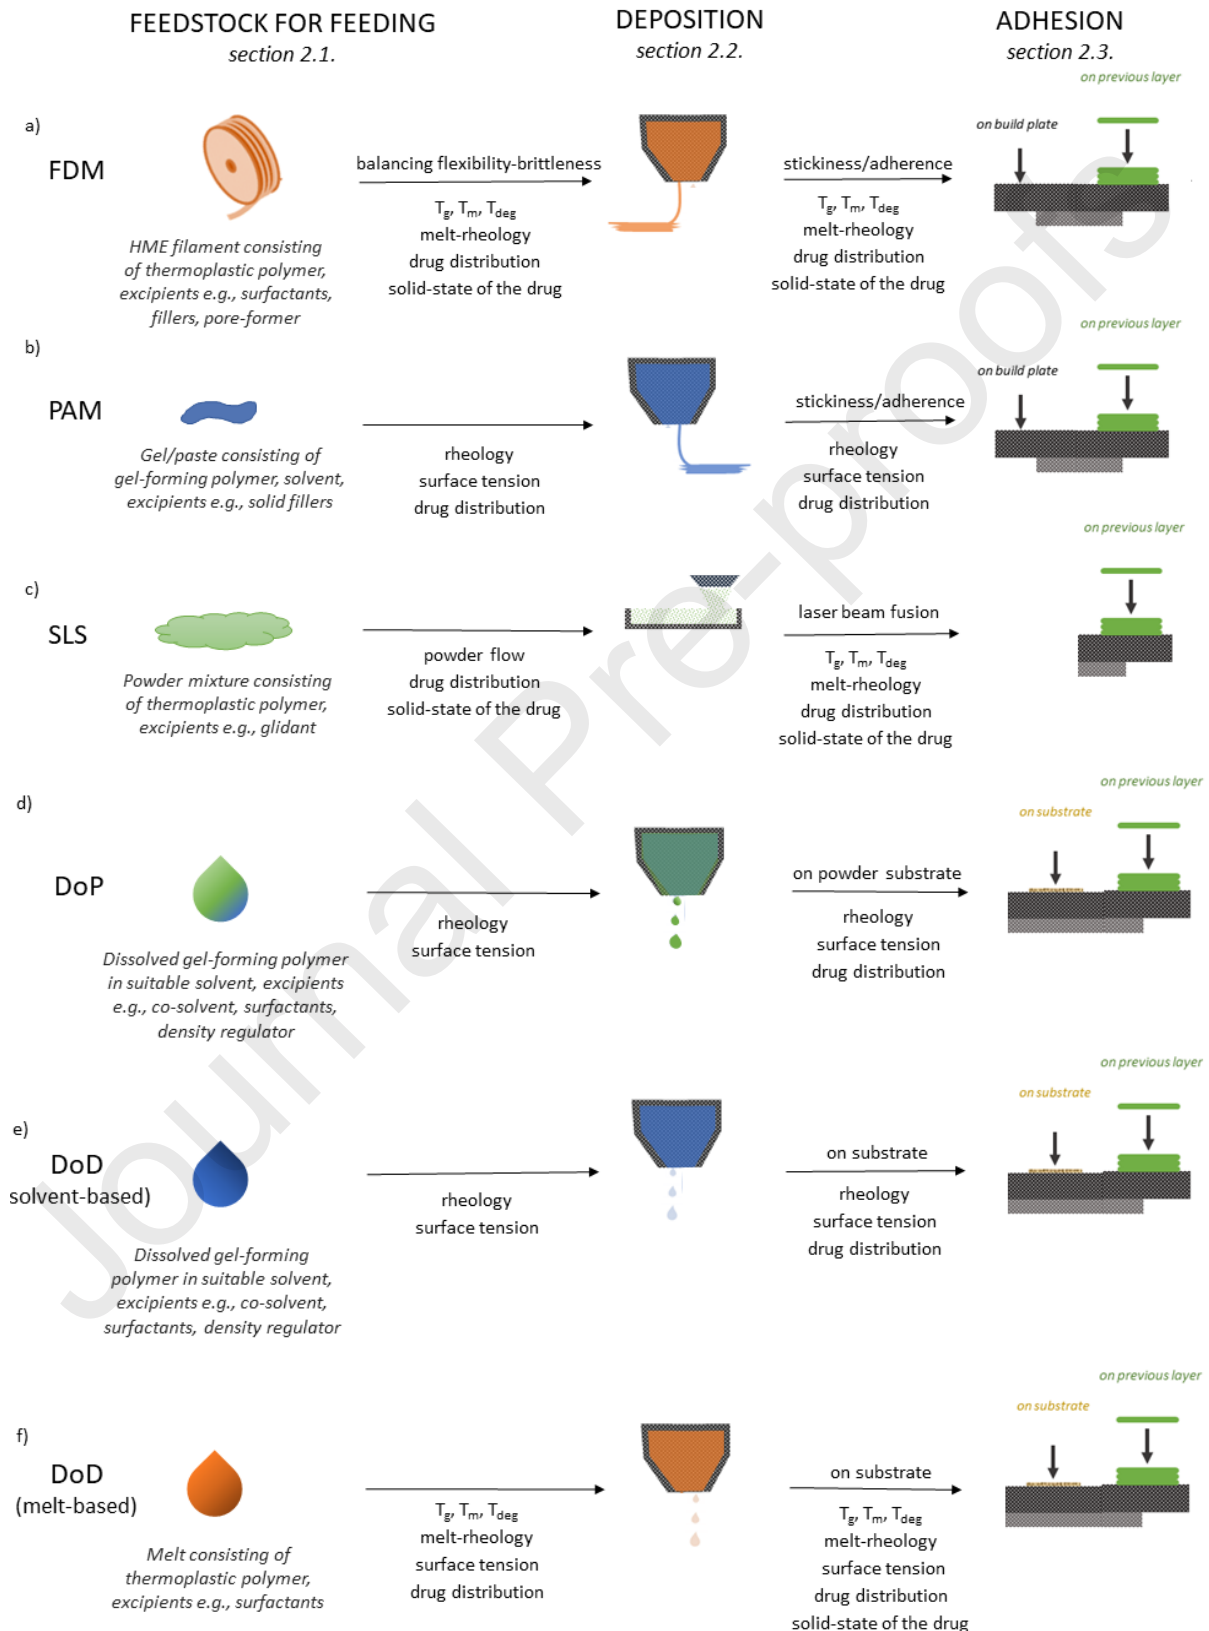 FEEDSTOCK FOR FEEDING
section 2.1.
DEPOSITION
section 2.2.
ADHESION
section 2.3.
a)
FDM
HME filament consisting
of thermoplastic polymer,
excipients e.g., surfactants,
fillers, pore-former
balancing flexibility-brittleness
Tg, Tm, Tdeg
melt-rheology
drug distribution
solid-state of the drug
stickiness/adherence
Tg, Tm, Tdeg
melt-rheology
drug distribution
solid-state of the drug
on previous layer
on build plate
b)
PAM
Gel/paste consisting of
gel-forming polymer, solvent,
excipients e.g., solid fillers
rheology
surface tension
drug distribution
stickiness/adherence
rheology
surface tension
drug distribution
on previous layer
on build plate
c)
SLS
Powder mixture consisting
of thermoplastic polymer,
excipients e.g., glidant
powder flow
drug distribution
solid-state of the drug
laser beam fusion
Tg, Tm, Tdeg
melt-rheology
drug distribution
solid-state of the drug
on previous layer
d)
DoP
Dissolved gel-forming polymer
in suitable solvent, excipients
e.g., co-solvent, surfactants,
density regulator
rheology
surface tension
on powder substrate
rheology
surface tension
drug distribution
on previous layer
on substrate
e)
DoD
solvent-based)
Dissolved gel-forming
polymer in suitable solvent,
excipients e.g., co-solvent,
surfactants, density regulator
rheology
surface tension
on substrate
rheology
surface tension
drug distribution
on previous layer
on substrate
f)
DoD
(melt-based)
Melt consisting of
thermoplastic polymer,
excipients e.g., surfactants
Tg, Tm, Tdeg
melt-rheology
surface tension
drug distribution
on substrate
Tg, Tm, Tdeg
melt-rheology
surface tension
drug distribution
solid-state of the drug
on previous layer
on substrate
Journal Pre-proofs